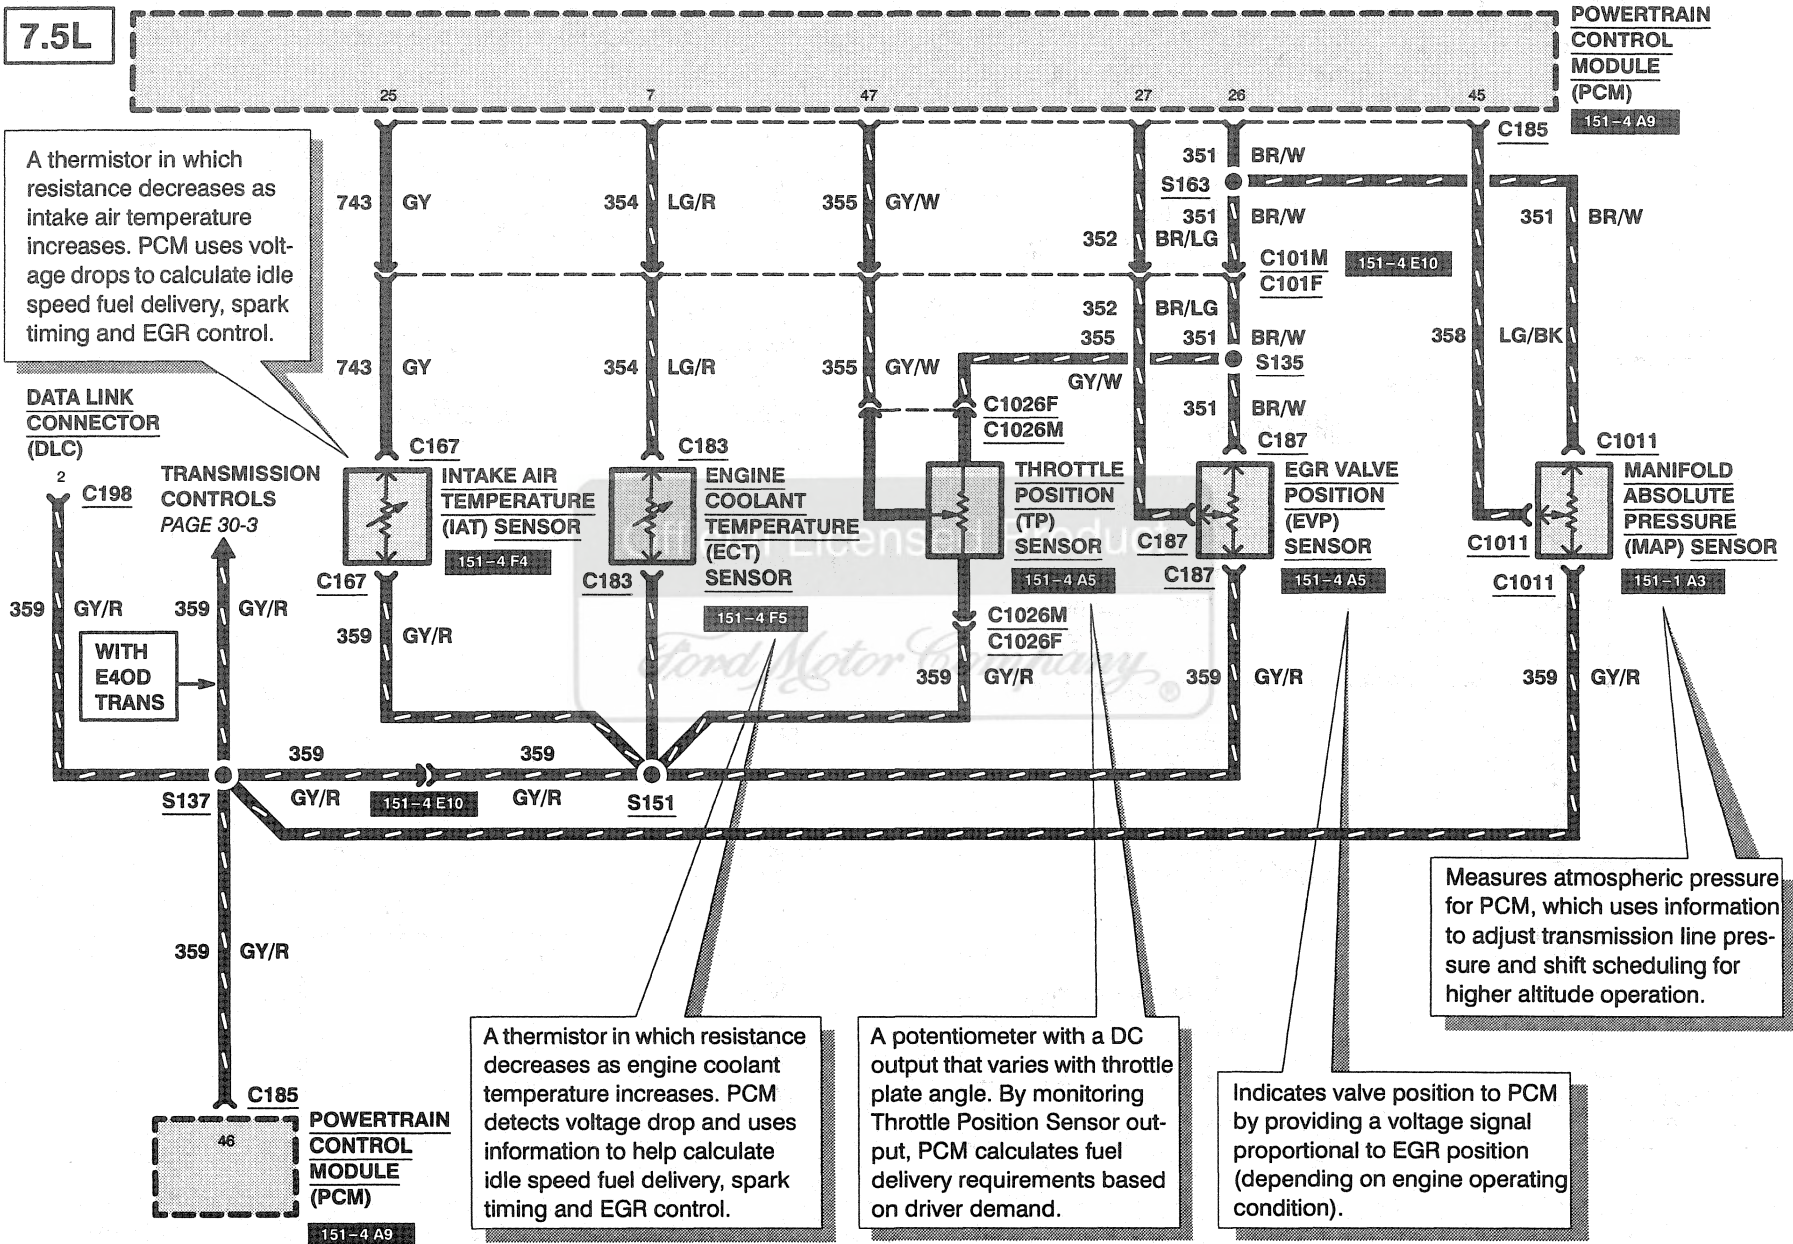 7.5L
POWERTRAIN
CONTROL
MODULE
(PCM)
151-4 A9
25 7 47 27 26 45
C185
A thermistor in which
resistance decreases as
intake air temperature
increases. PCM uses volt-
age drops to calculate idle
speed fuel delivery, spark
timing and EGR control.
743 GY
354 LG/R
355 GY/W
352 BR/LG
351 BR/W
S163
351 BR/W
351 BR/W
C101M
C101F
151-4 E10
743 GY
354 LG/R
355 GY/W
352 BR/LG
355
GY/W
351 BR/W
S135
351 BR/W
358 LG/BK
DATA LINK
CONNECTOR
(DLC)
2
C198
TRANSMISSION
CONTROLS
PAGE 30-3
C167
INTAKE AIR
TEMPERATURE
(IAT) SENSOR
151-4 F4
C167
C183
ENGINE
COOLANT
TEMPERATURE
(ECT)
SENSOR
151-4 F5
C183
C1026F
C1026M
THROTTLE
POSITION
(TP)
SENSOR
151-4 A5
C1026M
C1026F
C187
EGR VALVE
POSITION
(EVP)
SENSOR
151-4 A5
C187
C187
C1011
MANIFOLD
ABSOLUTE
PRESSURE
(MAP) SENSOR
151-1 A3
C1011
C1011
Official Licensed Product
Ford Motor Company
®
359 GY/R
359 GY/R
359 GY/R
359 GY/R
359 GY/R
359 GY/R
WITH
E4OD
TRANS
359
GY/R
151-4 E10
359
GY/R
S137
S151
359 GY/R
C185
46
POWERTRAIN
CONTROL
MODULE
(PCM)
151-4 A9
A thermistor in which resistance
decreases as engine coolant
temperature increases. PCM
detects voltage drop and uses
information to help calculate
idle speed fuel delivery, spark
timing and EGR control.
A potentiometer with a DC
output that varies with throttle
plate angle. By monitoring
Throttle Position Sensor out-
put, PCM calculates fuel
delivery requirements based
on driver demand.
Indicates valve position to PCM
by providing a voltage signal
proportional to EGR position
(depending on engine operating
condition).
Measures atmospheric pressure
for PCM, which uses information
to adjust transmission line pres-
sure and shift scheduling for
higher altitude operation.